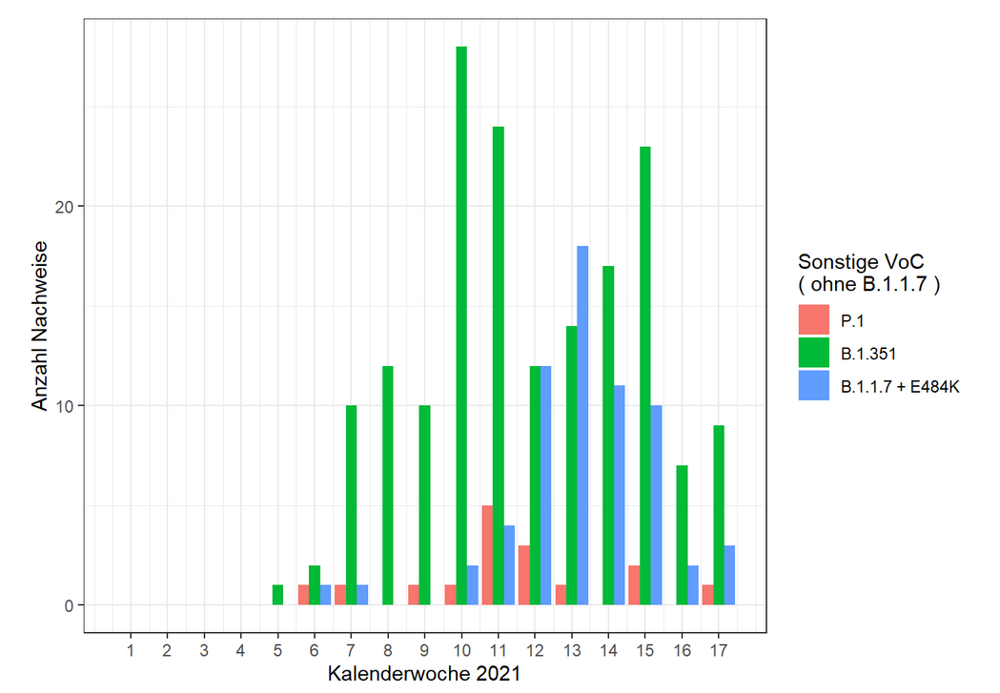 Anzahl Nachweise
20
10
0
1 2 3 4 5 6 7 8 9 10 11 12 13 14 15 16 17
Kalenderwoche 2021
Sonstige VoC
( ohne B.1.1.7 )
P.1
B.1.351
B.1.1.7 + E484K